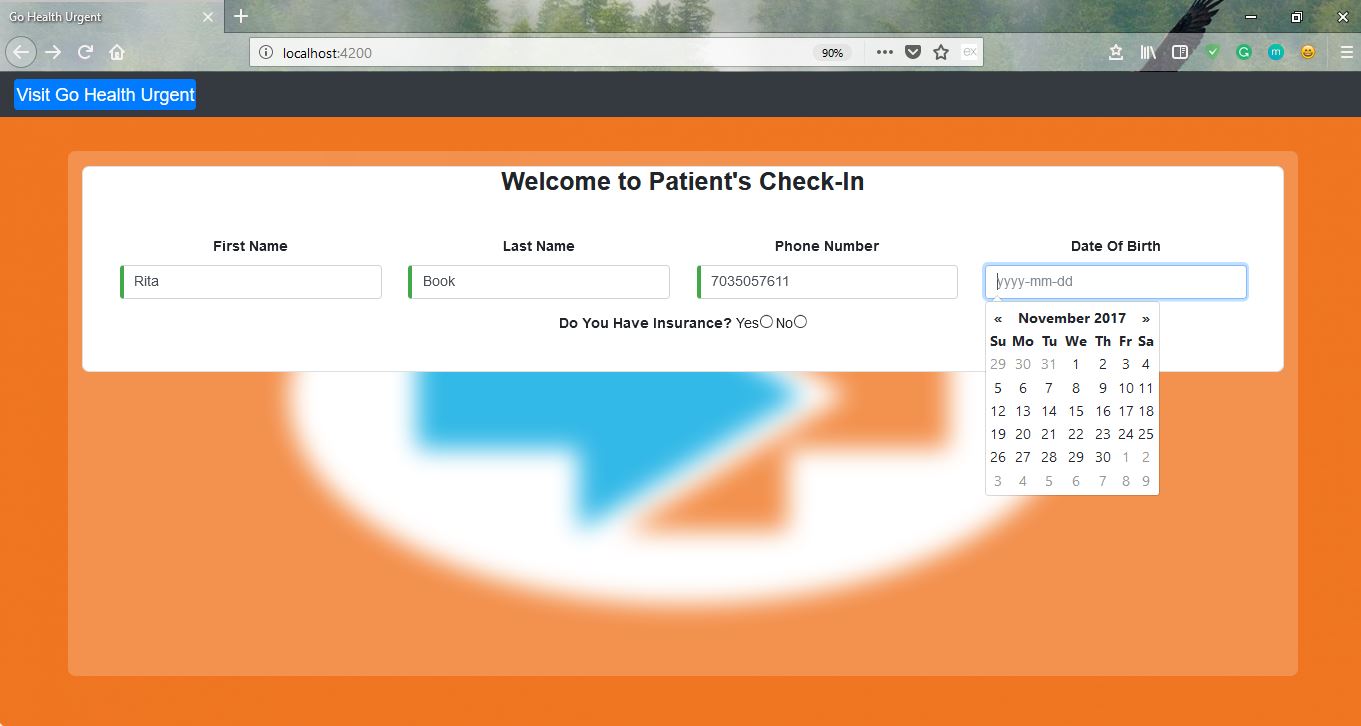 Go Health Urgent
localhost:4200
90%
ex
G
m
Visit Go Health Urgent
Welcome to Patient's Check-In
First Name Last Name Phone Number Date Of Birth
Rita Book 7035057611 yyyy-mm-dd
Do You Have Insurance? Yes No
« November 2017 »
Su Mo Tu We Th Fr Sa
29 30 31 1 2 3 4
5 6 7 8 9 10 11
12 13 14 15 16 17 18
19 20 21 22 23 24 25
26 27 28 29 30 1 2
3 4 5 6 7 8 9